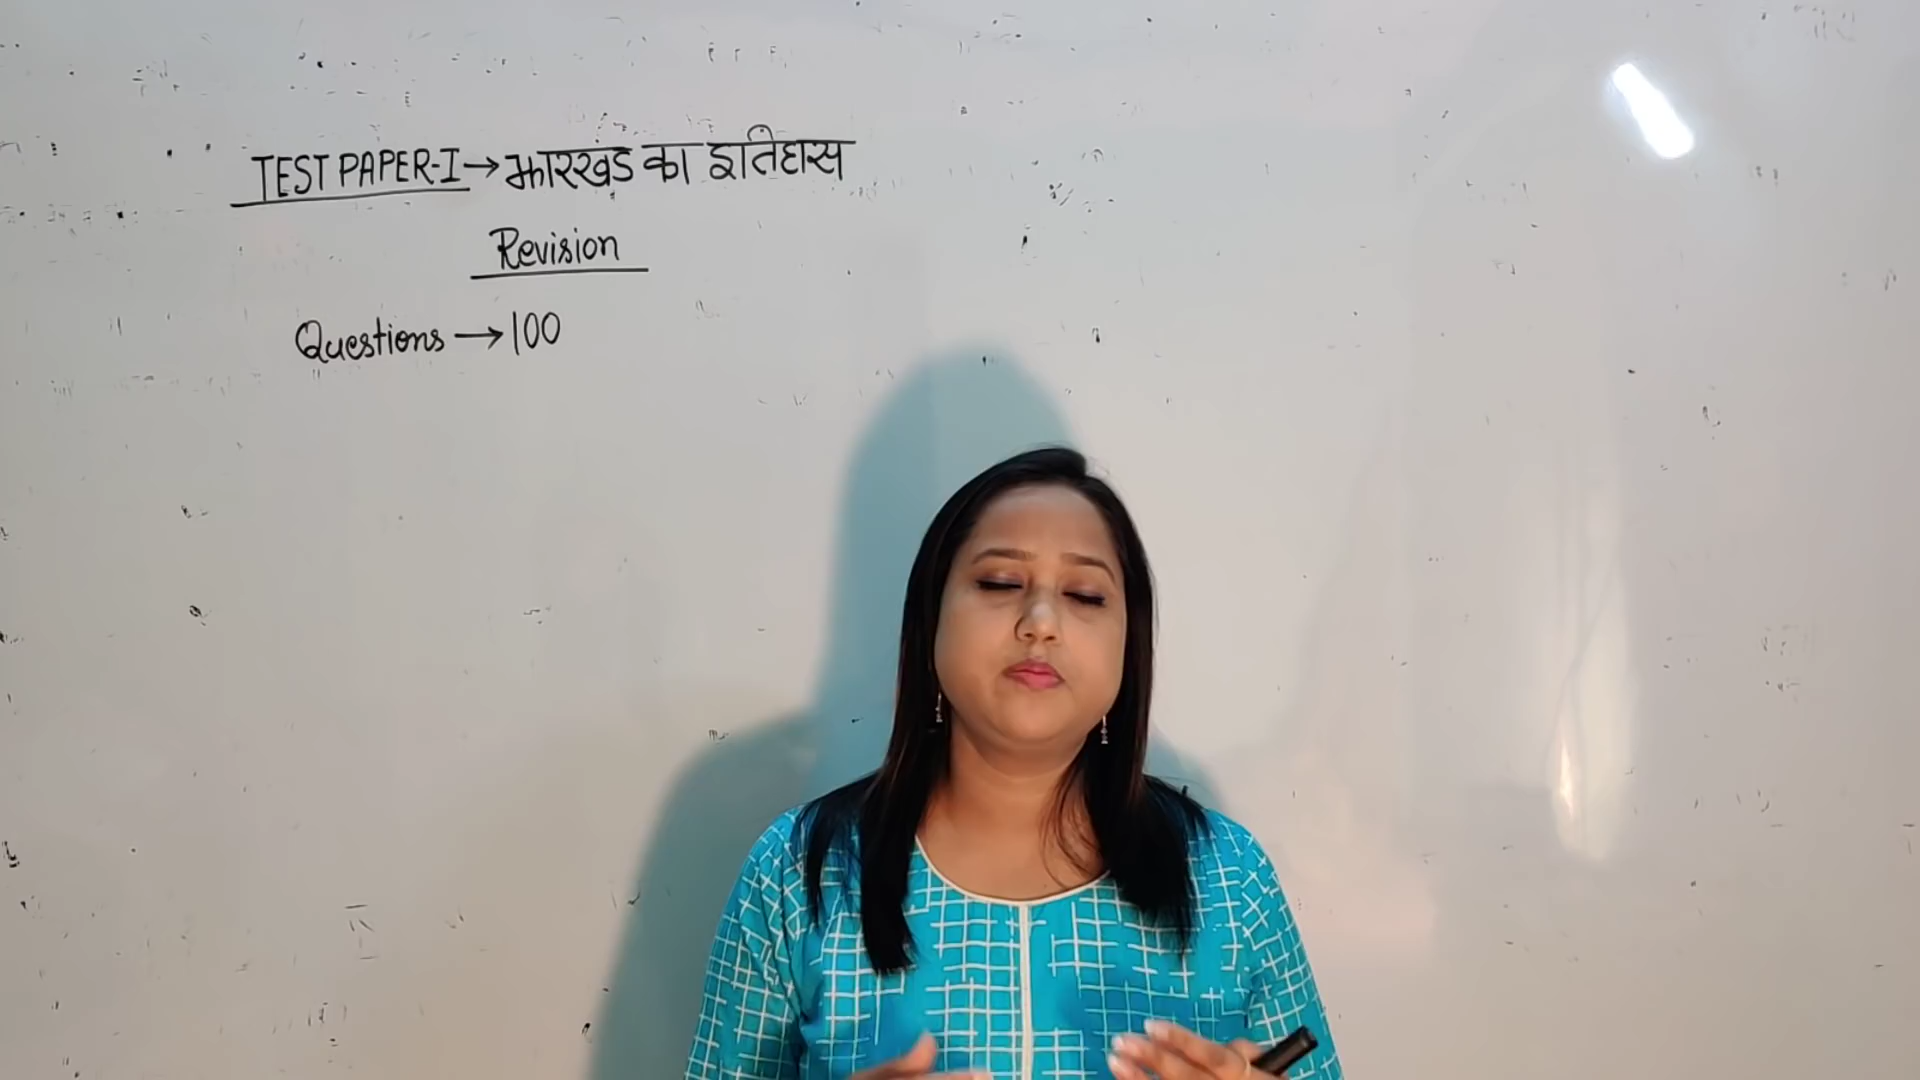 TEST PAPER-I → झारखंड का इतिहास
Revision
Questions → 100